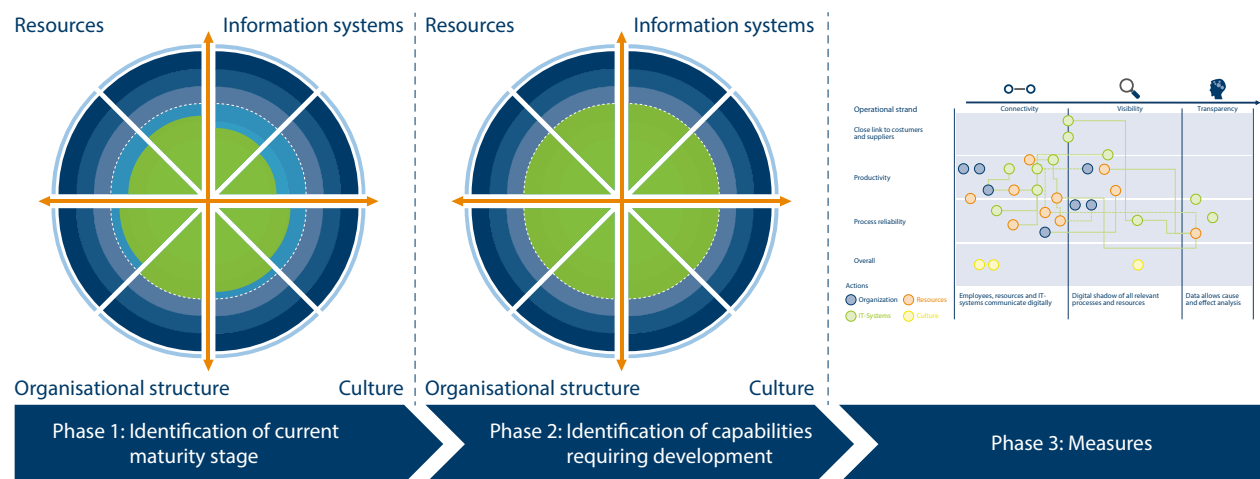 Resources
Information systems
Organisational structure
Culture
Phase 1: Identification of current
maturity stage
Resources
Information systems
Organisational structure
Culture
Phase 2: Identification of capabilities
requiring development
Operational strand
Connectivity
Visibility
Transparency
Close link to costumers
and suppliers
Productivity
Process reliability
Overall
Actions
Organization
Resources
IT-Systems
Culture
Employees, resources and IT-
systems communicate digitally
Digital shadow of all relevant
processes and resources
Data allows cause
and effect analysis
Phase 3: Measures